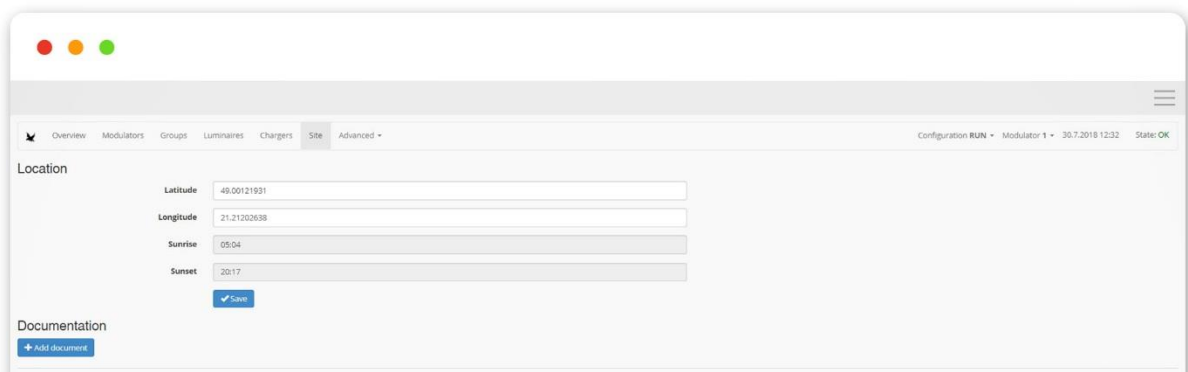 Overview Modulators Groups Luminaires Chargers Site Advanced Configuration RUN Modulator 1 30.7.2018 12:32 State: OK
Location
Latitude 49.00121931
Longitude 21.21202638
Sunrise 05:04
Sunset 20:17
Save
Documentation
Add document